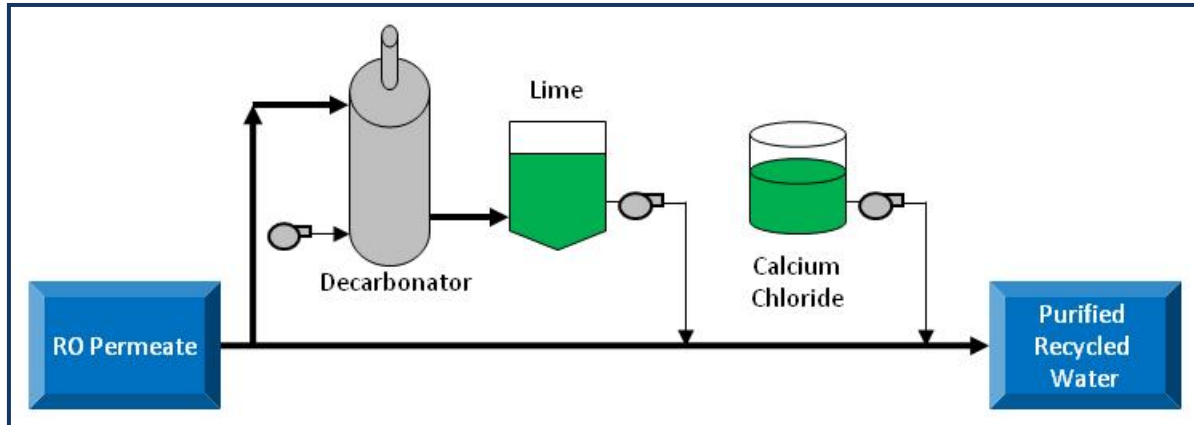 Lime
Decarbonator
Calcium
Chloride
RO Permeate
Purified
Recycled
Water